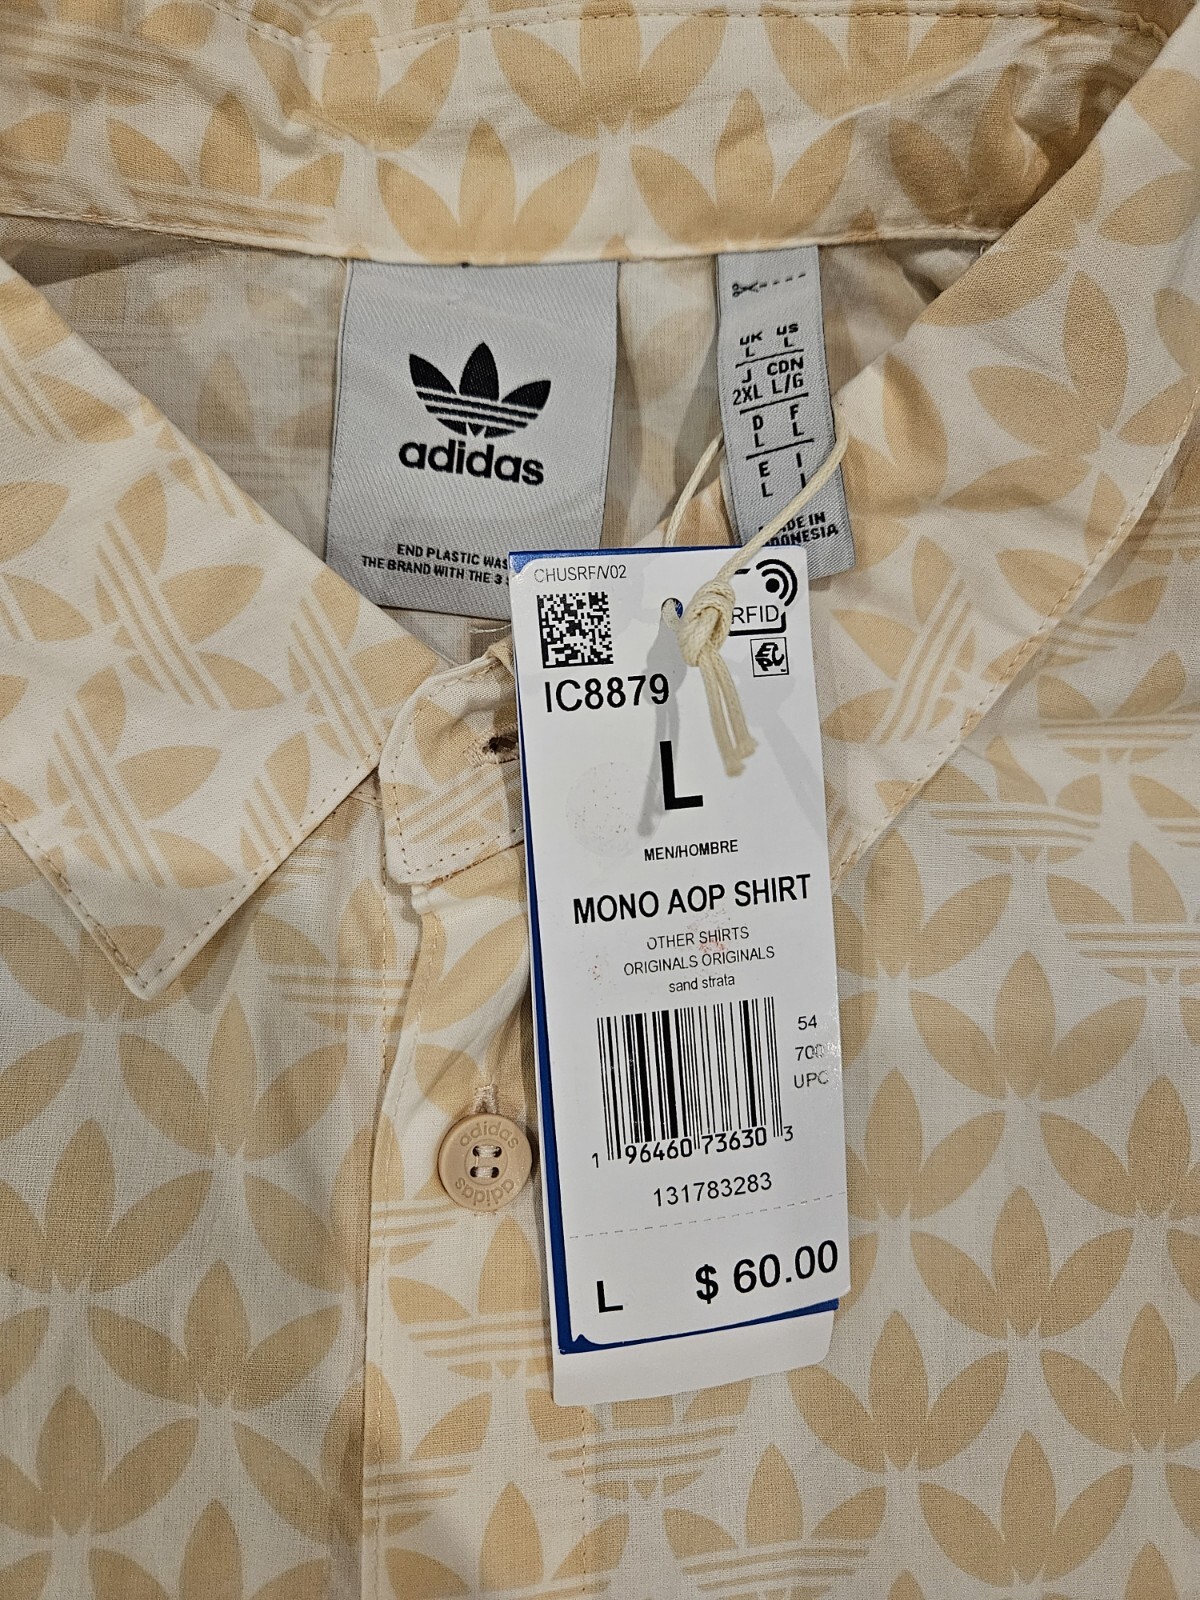 adidas
END PLASTIC WAS
THE BRAND WITH THE 3
UK US
L L
J CDN
2XL L/G
D F
L L
E I
L
MADE IN
INDONESIA
CHUSRF/V02
RFID
IC8879
L
MEN/HOMBRE
MONO AOP SHIRT
OTHER SHIRTS
ORIGINALS ORIGINALS
sand strata
54
700
UPC
1 96460 73630 3
131783283
L $ 60.00
adidas
adidas